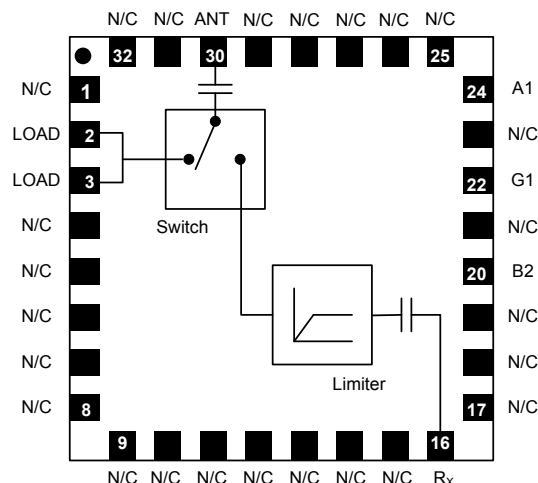 N/C N/C ANT N/C N/C N/C N/C N/C
32 30 25
N/C 1 24 A1
LOAD 2 N/C
LOAD 3 22 G1
N/C Switch N/C
N/C 20 B2
N/C N/C
N/C Limiter N/C
N/C 8 17 N/C
9 16
N/C N/C N/C N/C N/C N/C N/C Rx